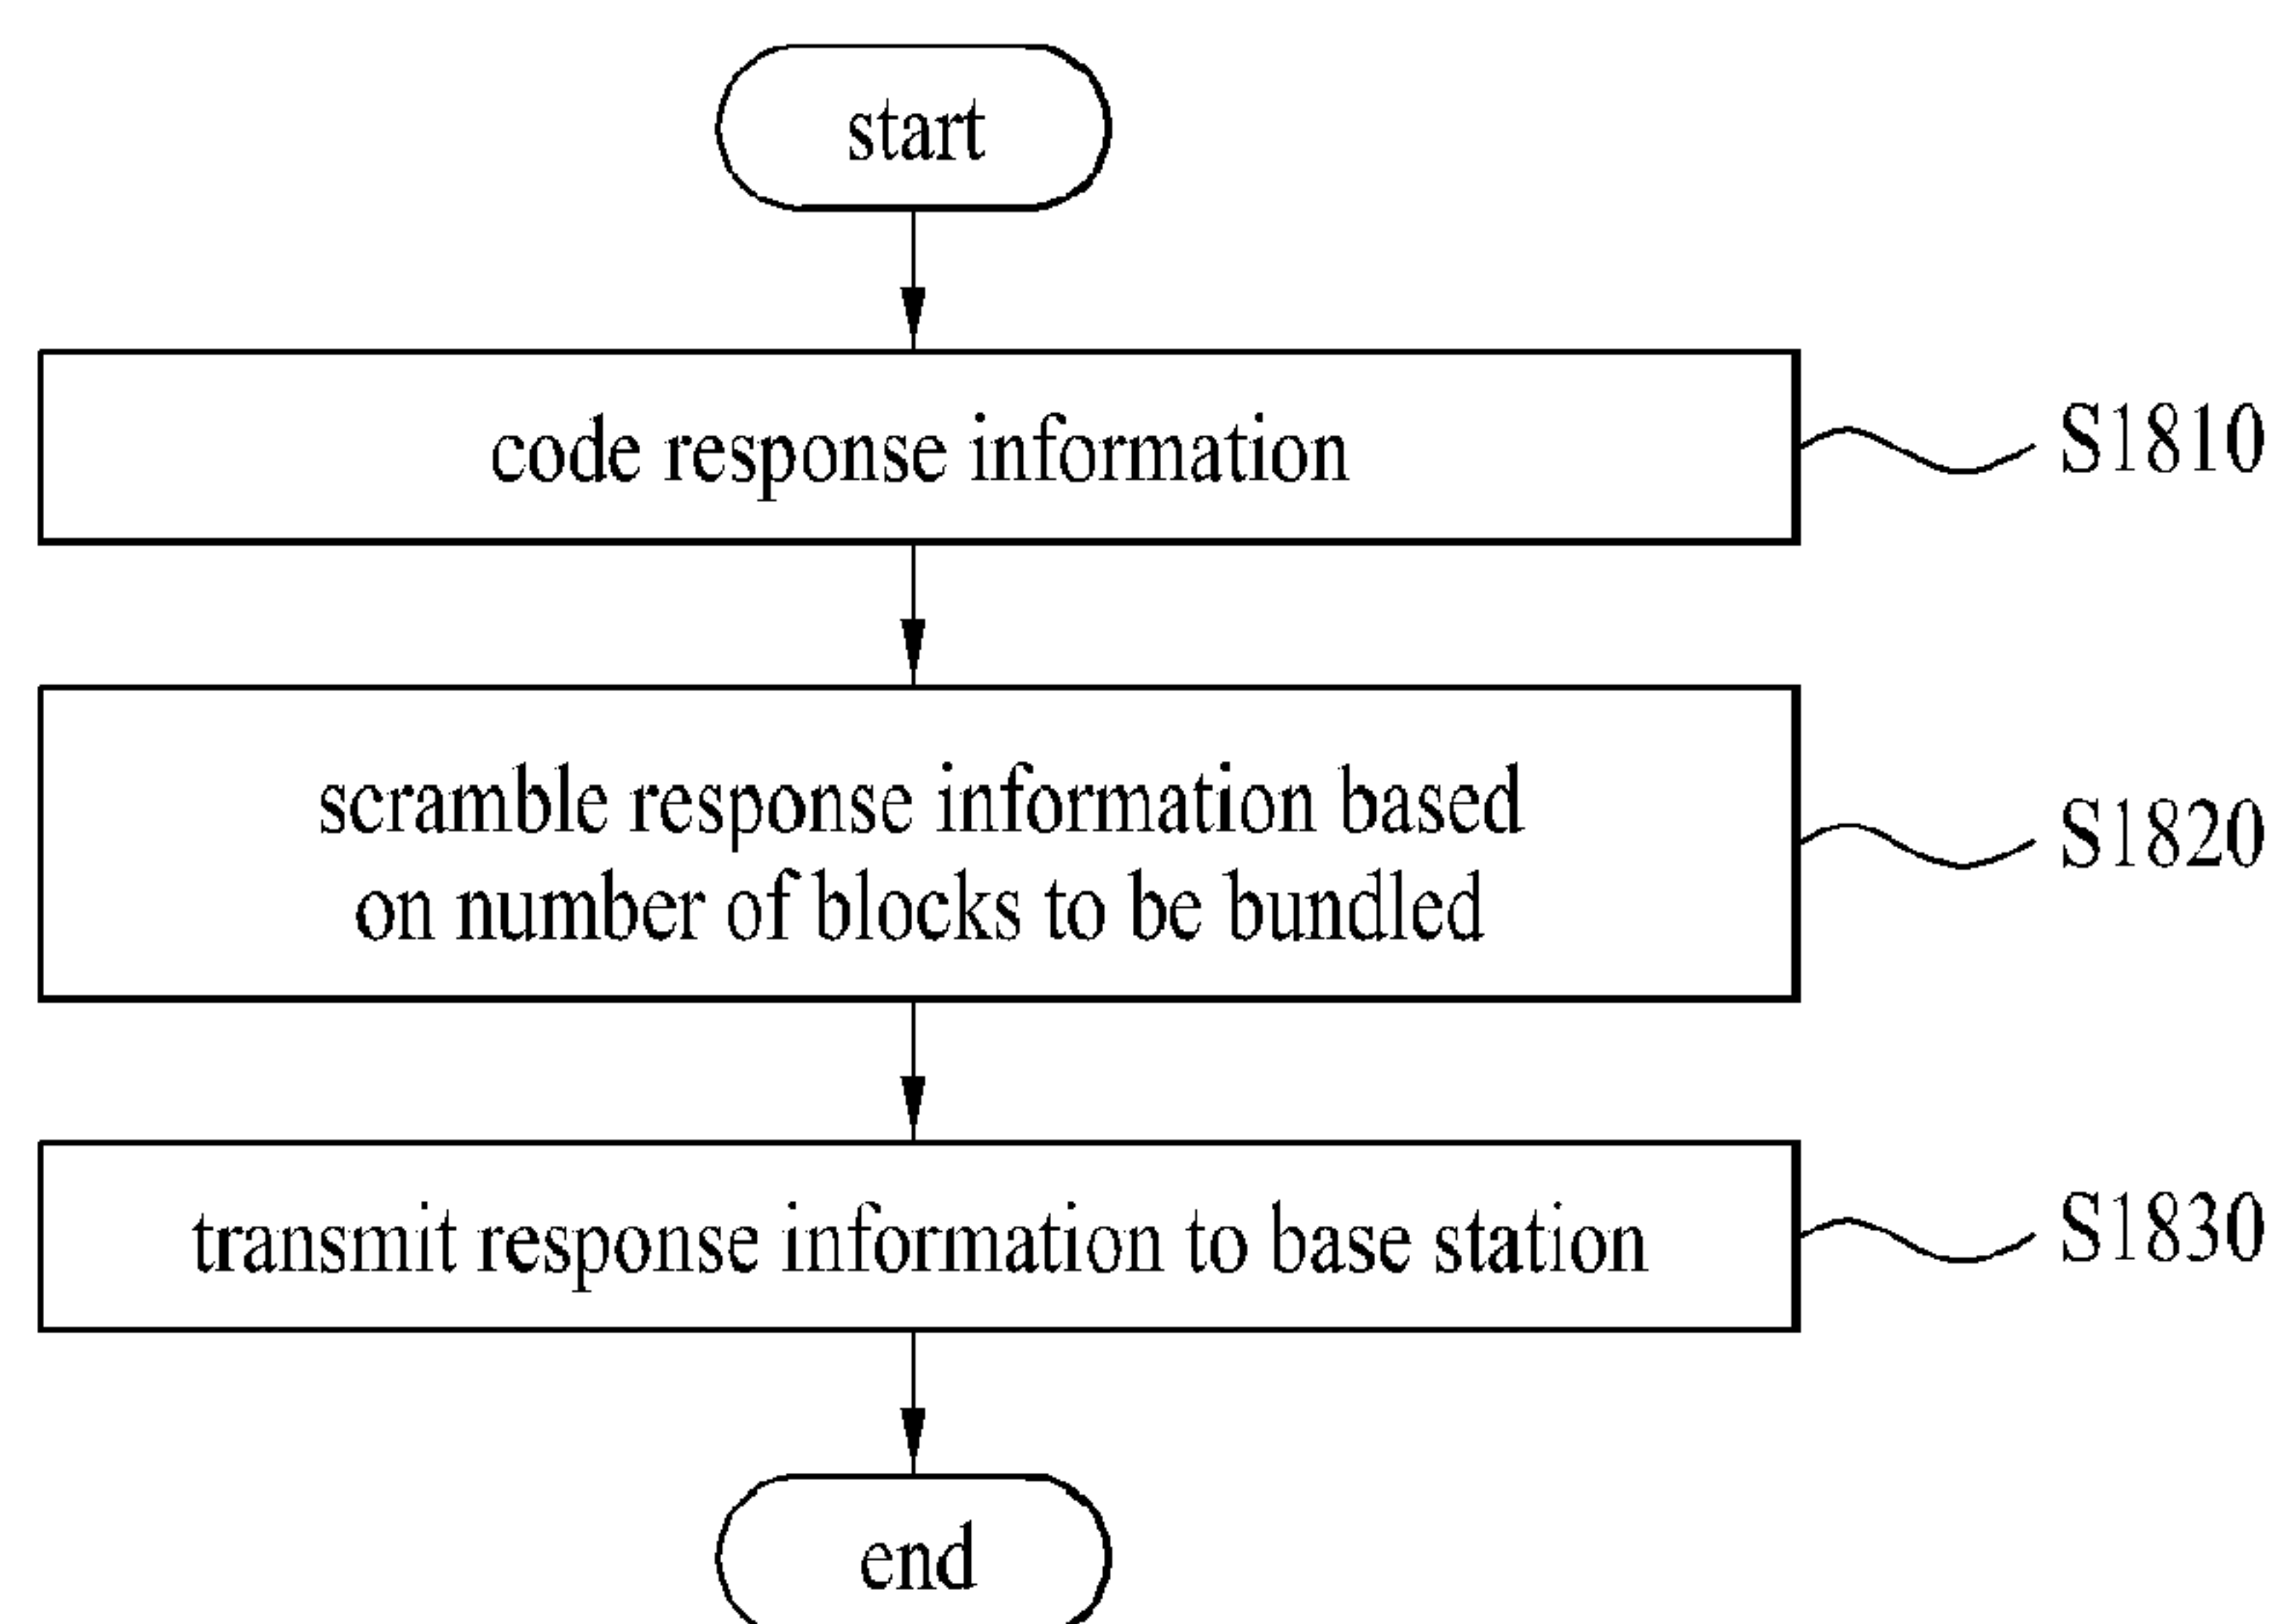 start
code response information
S1810
scramble response information based
on number of blocks to be bundled
S1820
transmit response information to base station
S1830
end